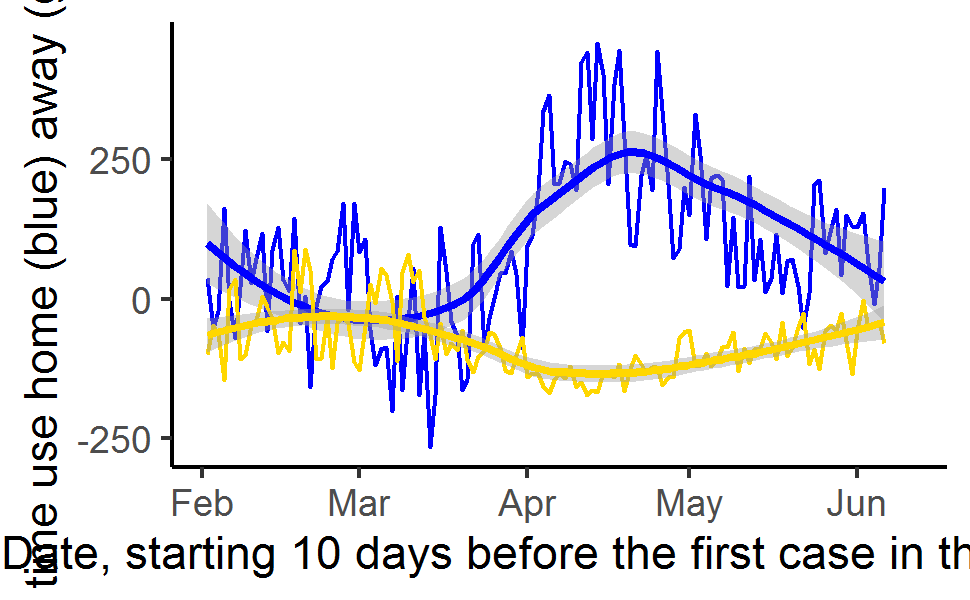 time use home (blue) away (
250
0
-250
Feb Mar Apr May Jun
Date, starting 10 days before the first case in th